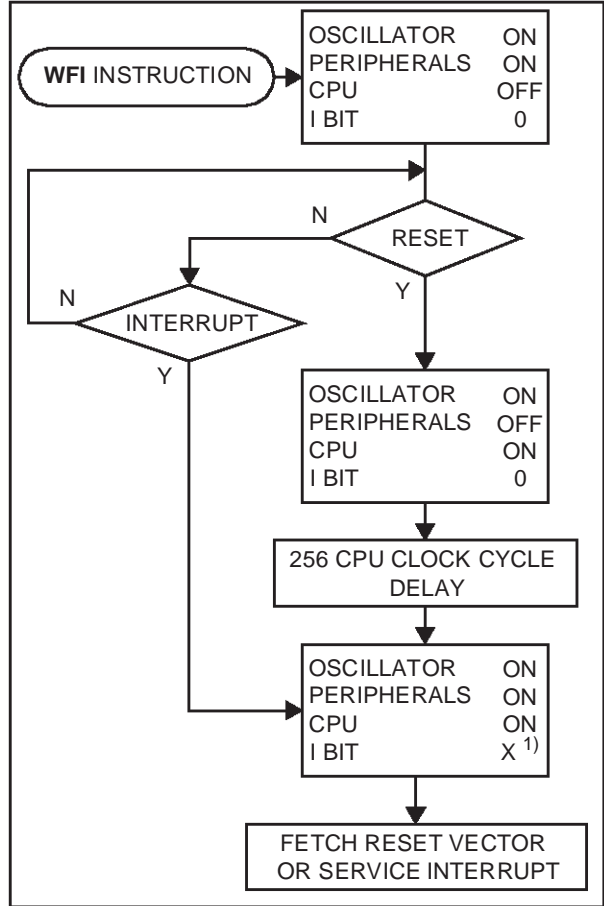 WFI INSTRUCTION
OSCILLATOR ON
PERIPHERALS ON
CPU OFF
I BIT 0
N
RESET
Y
N
INTERRUPT
Y
OSCILLATOR ON
PERIPHERALS OFF
CPU ON
I BIT 0
256 CPU CLOCK CYCLE
DELAY
OSCILLATOR ON
PERIPHERALS ON
CPU ON
I BIT X 1)
FETCH RESET VECTOR
OR SERVICE INTERRUPT